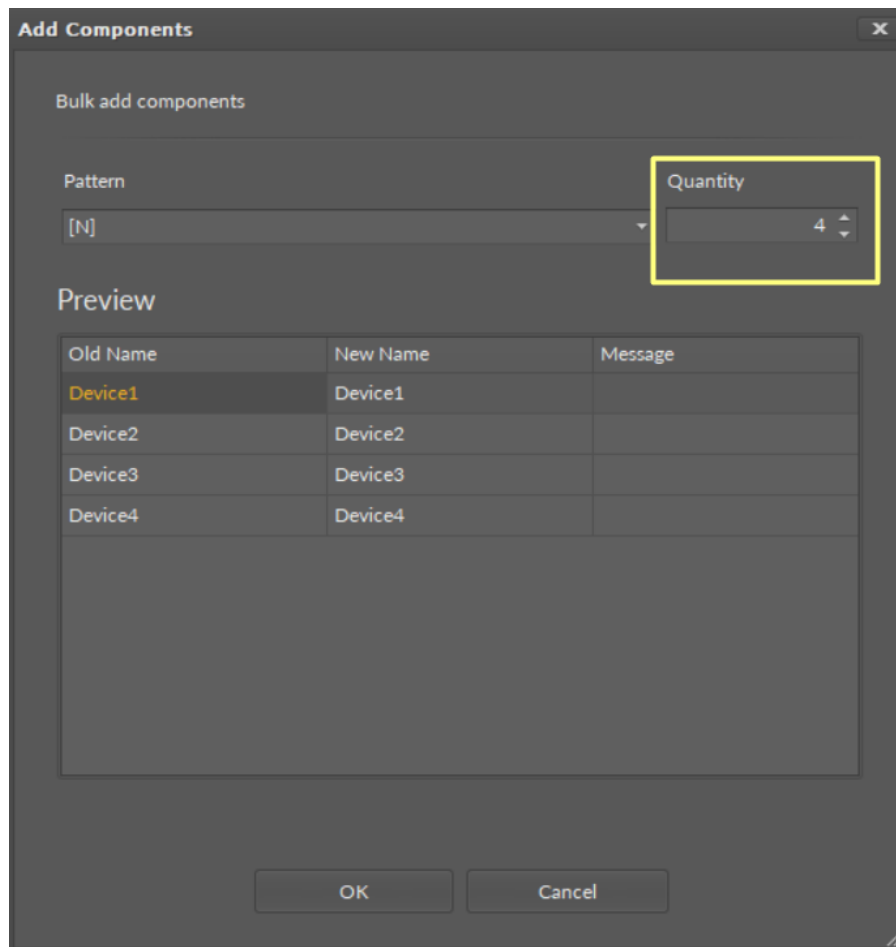 Add Components
Bulk add components
Pattern Quantity
[N] 4
Preview
Old Name New Name Message
Device1 Device1
Device2 Device2
Device3 Device3
Device4 Device4
OK Cancel